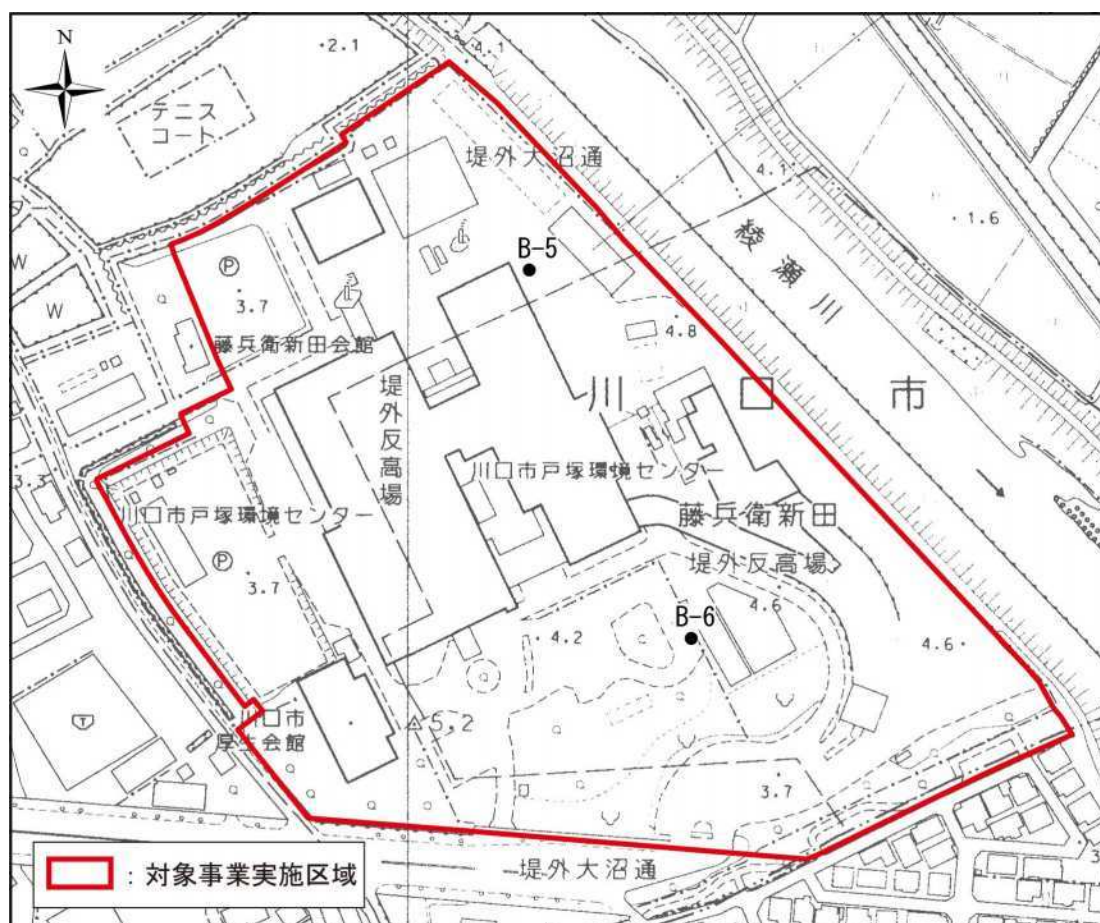 N
・2.1
4.1
テニス
コート
堤外大沼通
4.1
・1.6
綾瀬川
B-5
P
3.7
W
W
藤兵衛新田会館
4.8
堤外反高場
川口市
3.3
川口市戸塚環境センター
川口市戸塚環境センター
藤兵衛新田
堤外反高場
P
3.7
B-6
4.6
・4.2
4.6・
川口市
厚生会館
△5.2
3.7
堤外大沼通
：対象事業実施区域